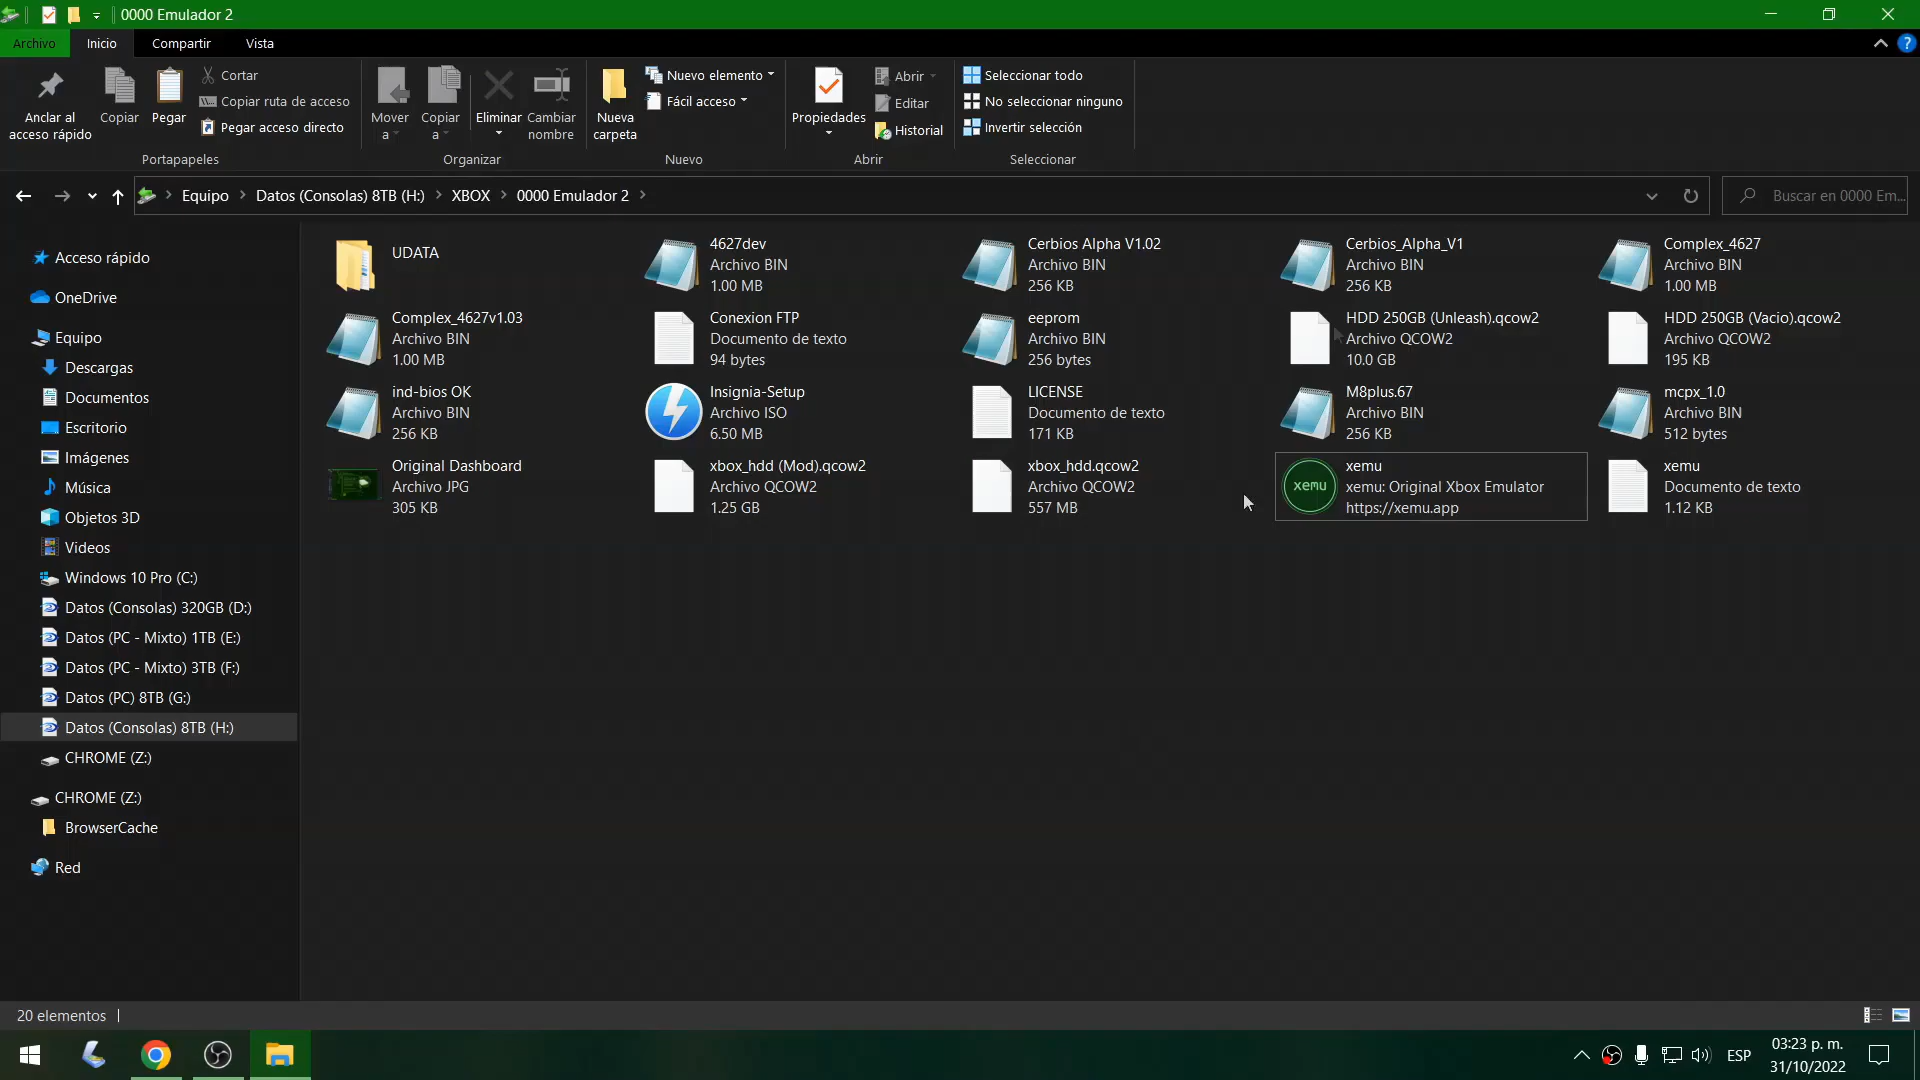 0000 Emulador 2
Archivo
Inicio
Compartir
Vista
Anclar al
acceso rápido
Copiar
Pegar
Cortar
Copiar ruta de acceso
Pegar acceso directo
Portapapeles
Mover
a
Copiar
a
Eliminar
Cambiar
nombre
Organizar
Nueva
carpeta
Nuevo elemento
Fácil acceso
Nuevo
Propiedades
Abrir
Editar
Historial
Abrir
Seleccionar todo
No seleccionar ninguno
Invertir selección
Seleccionar
Equipo
Datos (Consolas) 8TB (H:)
XBOX
0000 Emulador 2
Buscar en 0000 Em...
Acceso rápido
OneDrive
Equipo
Descargas
Documentos
Escritorio
Imágenes
Música
Objetos 3D
Videos
Windows 10 Pro (C:)
Datos (Consolas) 320GB (D:)
Datos (PC - Mixto) 1TB (E:)
Datos (PC - Mixto) 3TB (F:)
Datos (PC) 8TB (G:)
Datos (Consolas) 8TB (H:)
CHROME (Z:)
CHROME (Z:)
BrowserCache
Red
UDATA
4627dev
Archivo BIN
1.00 MB
Cerbios Alpha V1.02
Archivo BIN
256 KB
Cerbios_Alpha_V1
Archivo BIN
256 KB
Complex_4627
Archivo BIN
1.00 MB
Complex_4627v1.03
Archivo BIN
1.00 MB
Conexion FTP
Documento de texto
94 bytes
eeprom
Archivo BIN
256 bytes
HDD 250GB (Unleash).qcow2
Archivo QCOW2
10.0 GB
HDD 250GB (Vacio).qcow2
Archivo QCOW2
195 KB
ind-bios OK
Archivo BIN
256 KB
Insignia-Setup
Archivo ISO
6.50 MB
LICENSE
Documento de texto
171 KB
M8plus.67
Archivo BIN
256 KB
mcpx_1.0
Archivo BIN
512 bytes
Original Dashboard
Archivo JPG
305 KB
xbox_hdd (Mod).qcow2
Archivo QCOW2
1.25 GB
xbox_hdd.qcow2
Archivo QCOW2
557 MB
xemu
xemu
xemu: Original Xbox Emulator
https://xemu.app
xemu
Documento de texto
1.12 KB
20 elementos
ESP
03:23 p. m.
31/10/2022